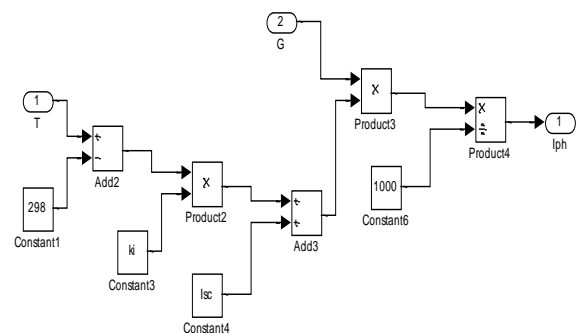 2
G
X
Product3
1
T
+
−
Add2
X
÷
Product4
1
Iph
298
Constant1
X
Product2
1000
Constant6
+
+
Add3
ki
Constant3
Isc
Constant4